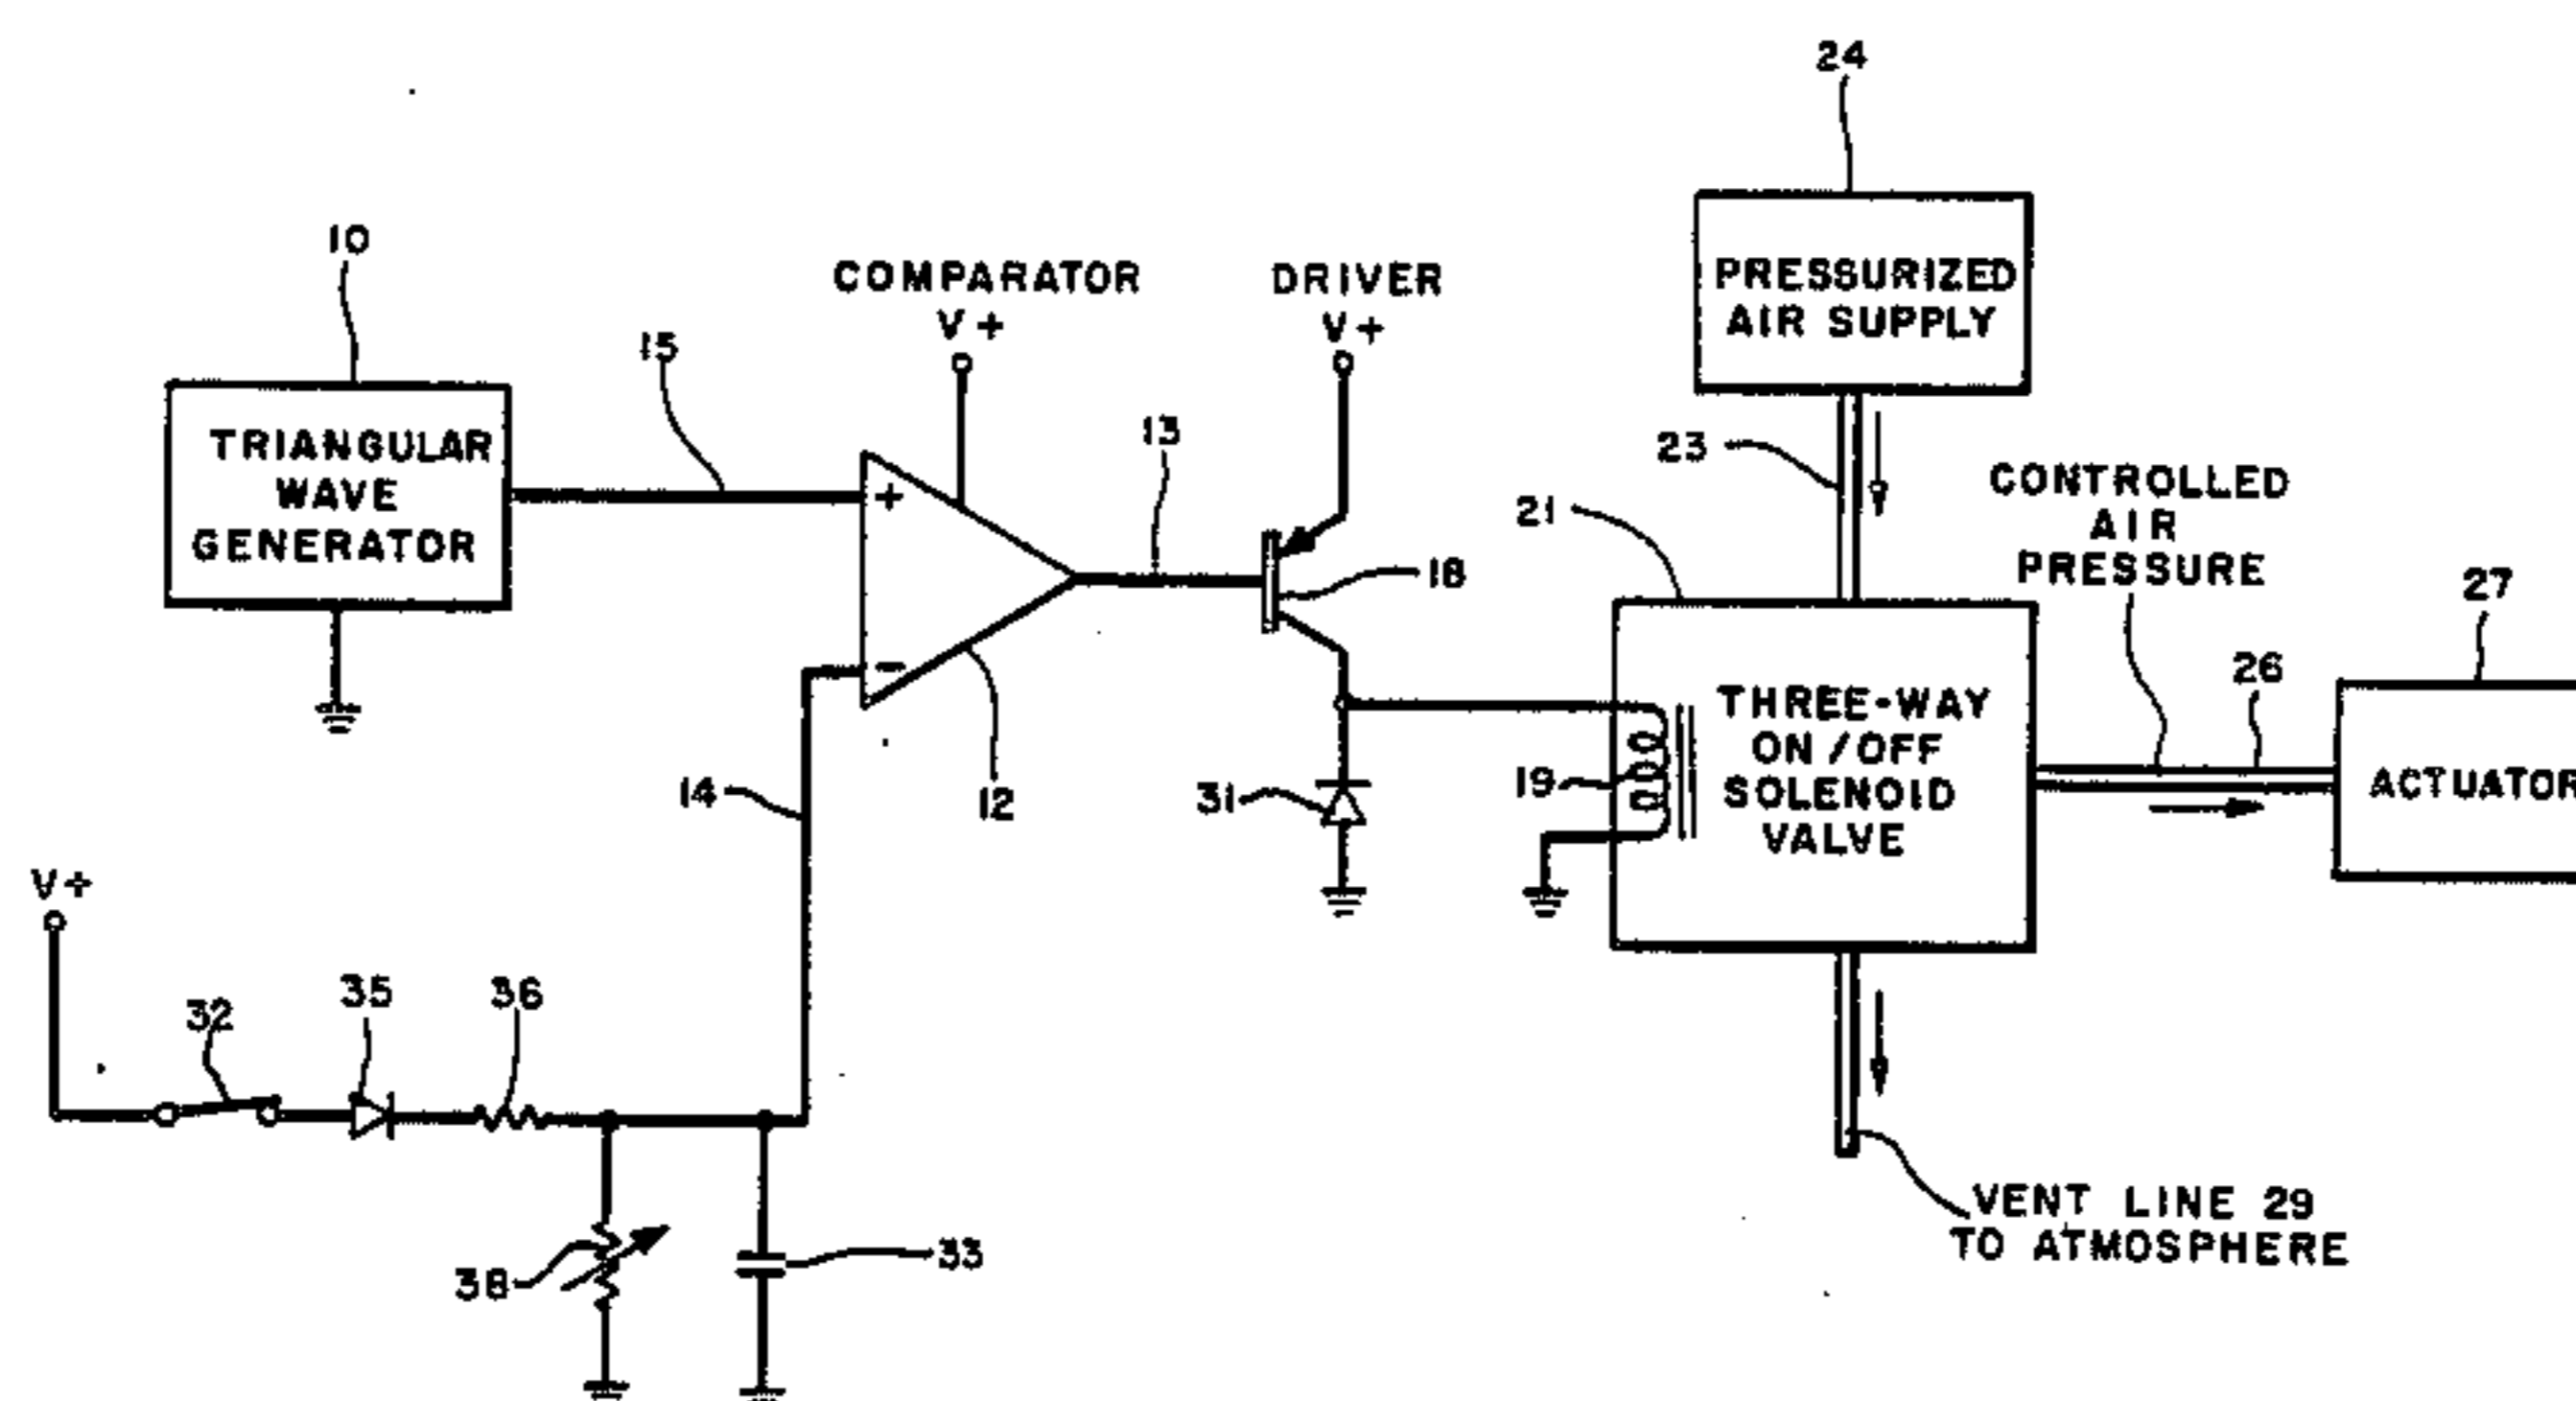 24
10
COMPARATOR
V+
DRIVER
V+
PRESSURIZED
AIR SUPPLY
15
13
23
CONTROLLED
AIR
PRESSURE
TRIANGULAR
WAVE
GENERATOR
21
18
27
26
THREE-WAY
ON/OFF
SOLENOID
VALVE
+
-
14
12
31
19
ACTUATOR
V+
32
35
36
VENT LINE 29
TO ATMOSPHERE
38
33